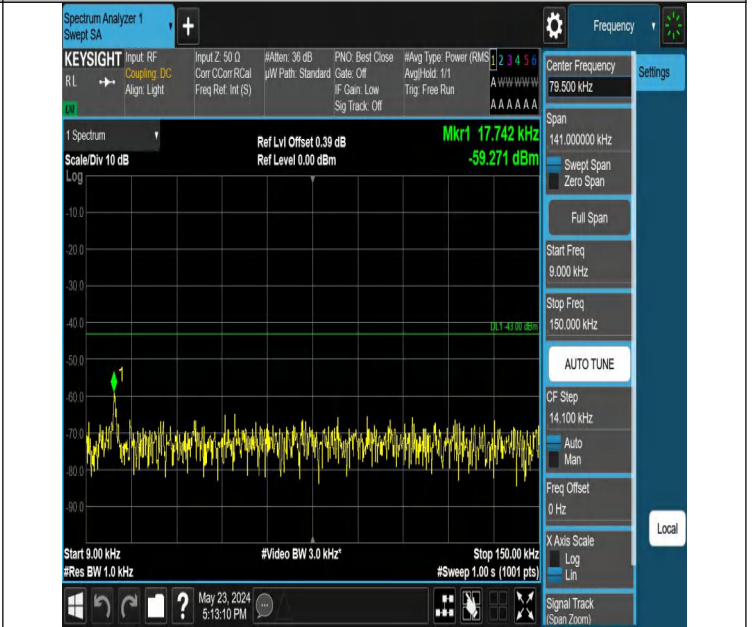 Spectrum Analyzer 1
Swept SA
+
Frequency
KEYSIGHT
RL
Input: RF
Coupling: DC
Align: Light
Input Z: 50 Ω
Corr CCorr RCal
Freq Ref: Int (S)
#Atten: 36 dB
µW Path: Standard
PNO: Best Close
Gate: Off
IF Gain: Low
Sig Track: Off
#Avg Type: Power (RMS
Avg|Hold: 1/1
Trig: Free Run
1 2 3 4 5 6
A W W W W W
A A A A A A
1 Spectrum
Scale/Div 10 dB
Log
Ref Lvl Offset 0.39 dB
Ref Level 0.00 dBm
Mkr1 17.742 kHz
-59.271 dBm
-10.0
-20.0
-30.0
-40.0
-50.0
-60.0
-70.0
-80.0
-90.0
DL1 -43.00 dBm
1
Start 9.00 kHz
#Res BW 1.0 kHz
#Video BW 3.0 kHz*
Stop 150.00 kHz
#Sweep 1.00 s (1001 pts)
Center Frequency
79.500 kHz
Settings
Span
141.000000 kHz
Swept Span
Zero Span
Full Span
Start Freq
9.000 kHz
Stop Freq
150.000 kHz
AUTO TUNE
CF Step
14.100 kHz
Auto
Man
Freq Offset
0 Hz
X Axis Scale
Log
Lin
Local
Signal Track
(Span Zoom)
?
May 23, 2024
5:13:10 PM